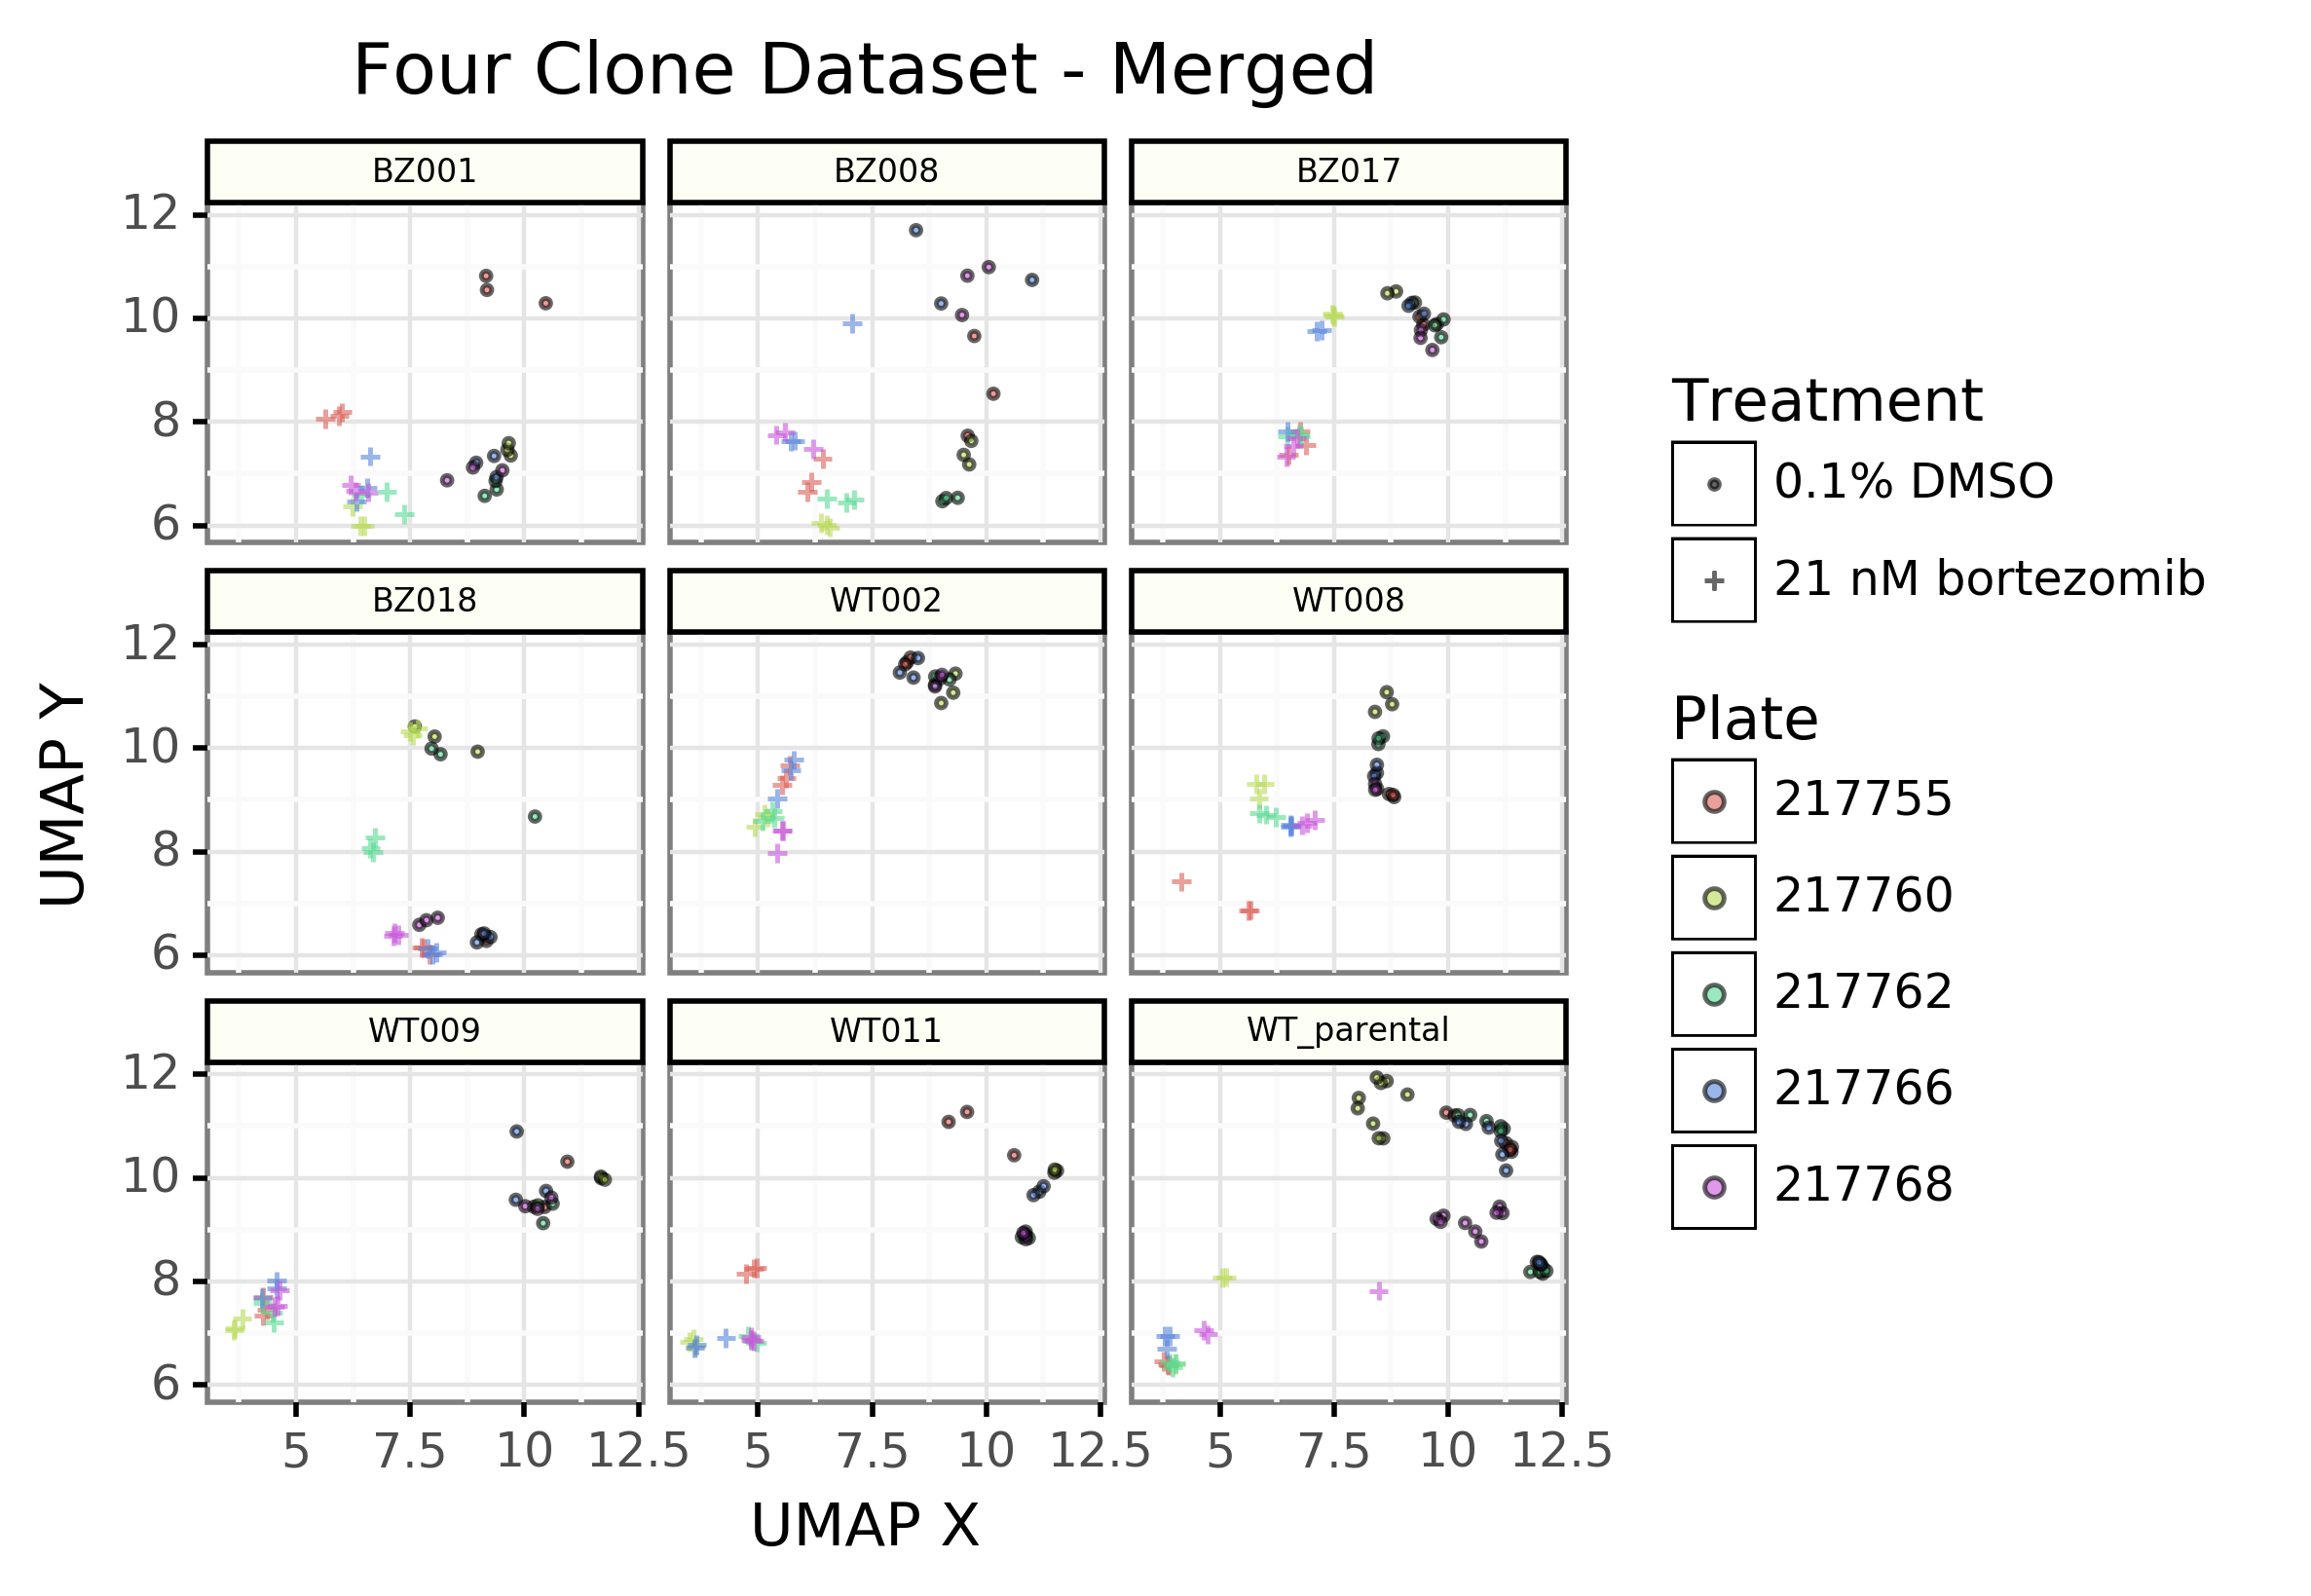 Four Clone Dataset - Merged
BZ001 BZ008 BZ017
12
10
8
6
BZ018 WT002 WT008
12
10
8
6
WT009 WT011 WT_parental
12
10
8
6
5 7.5 10 12.5 5 7.5 10 12.5 5 7.5 10 12.5
UMAP X
UMAP Y
Treatment
0.1% DMSO
21 nM bortezomib
Plate
217755
217760
217762
217766
217768